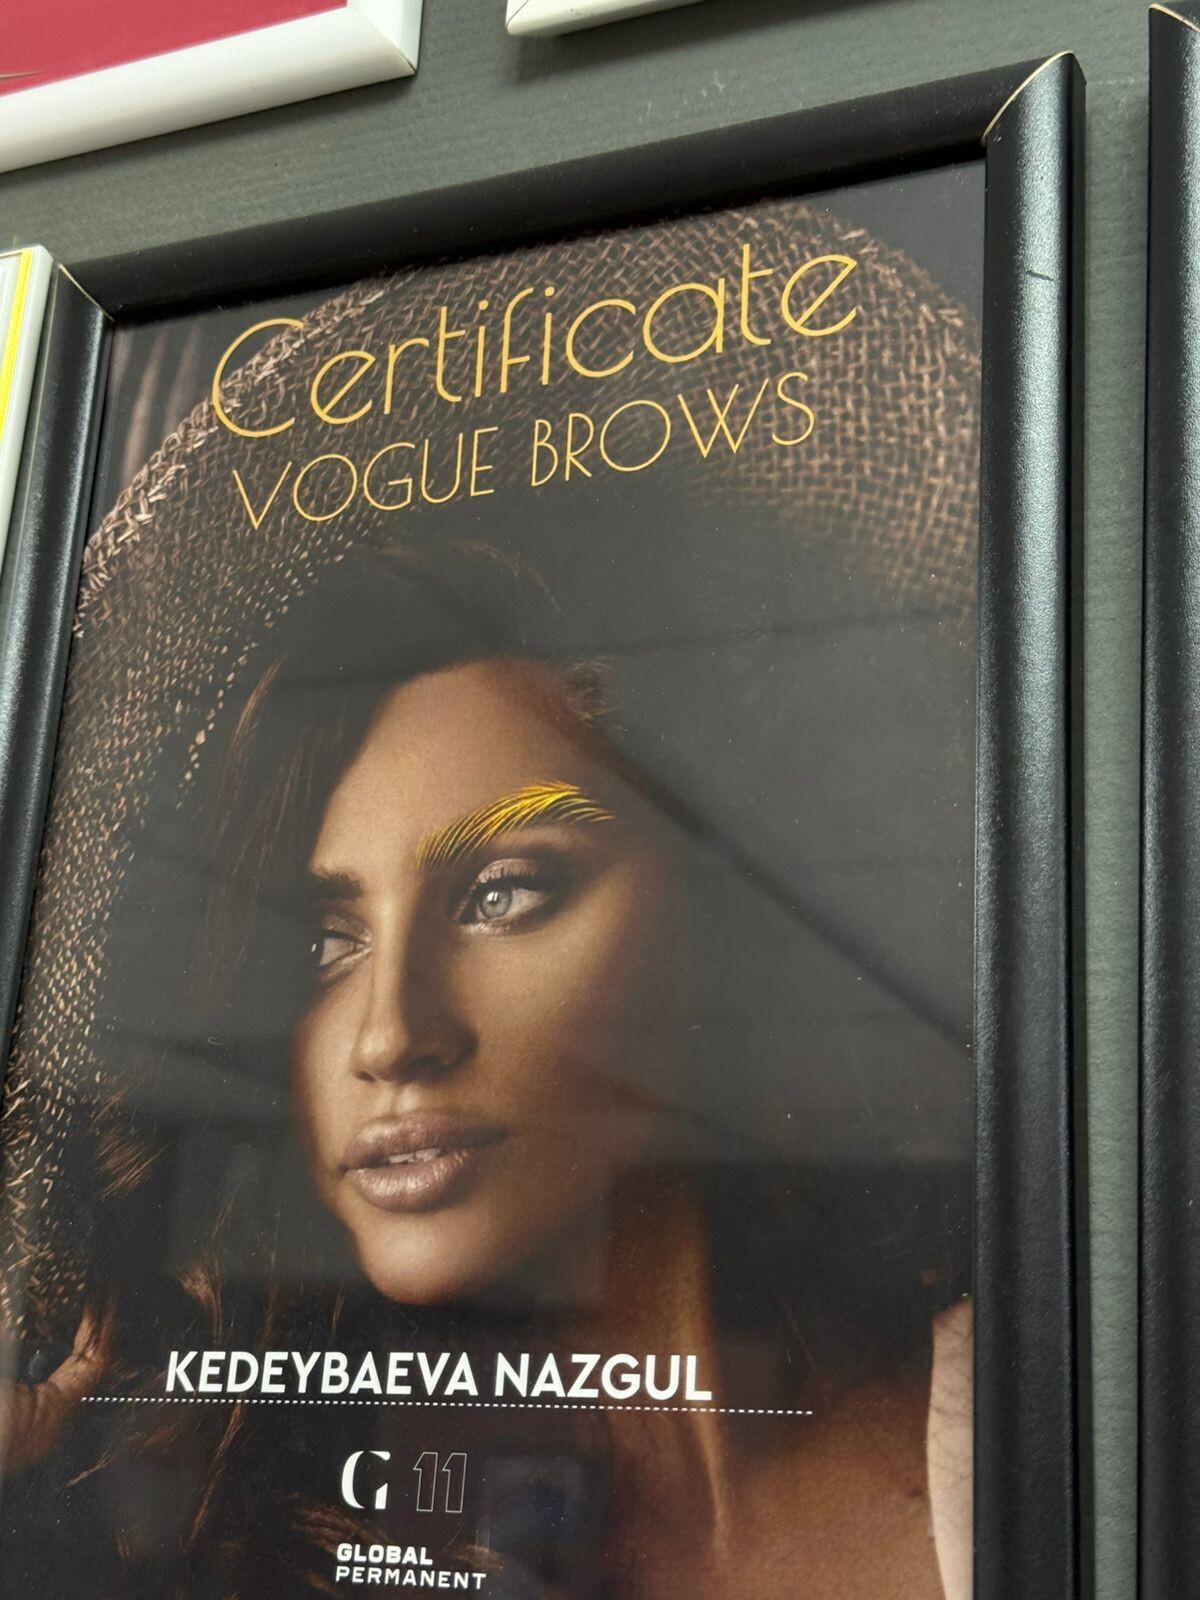 Certificate
VOGUE BROWS
KEDEYBAEVA NAZGUL
G 11
GLOBAL
PERMANENT